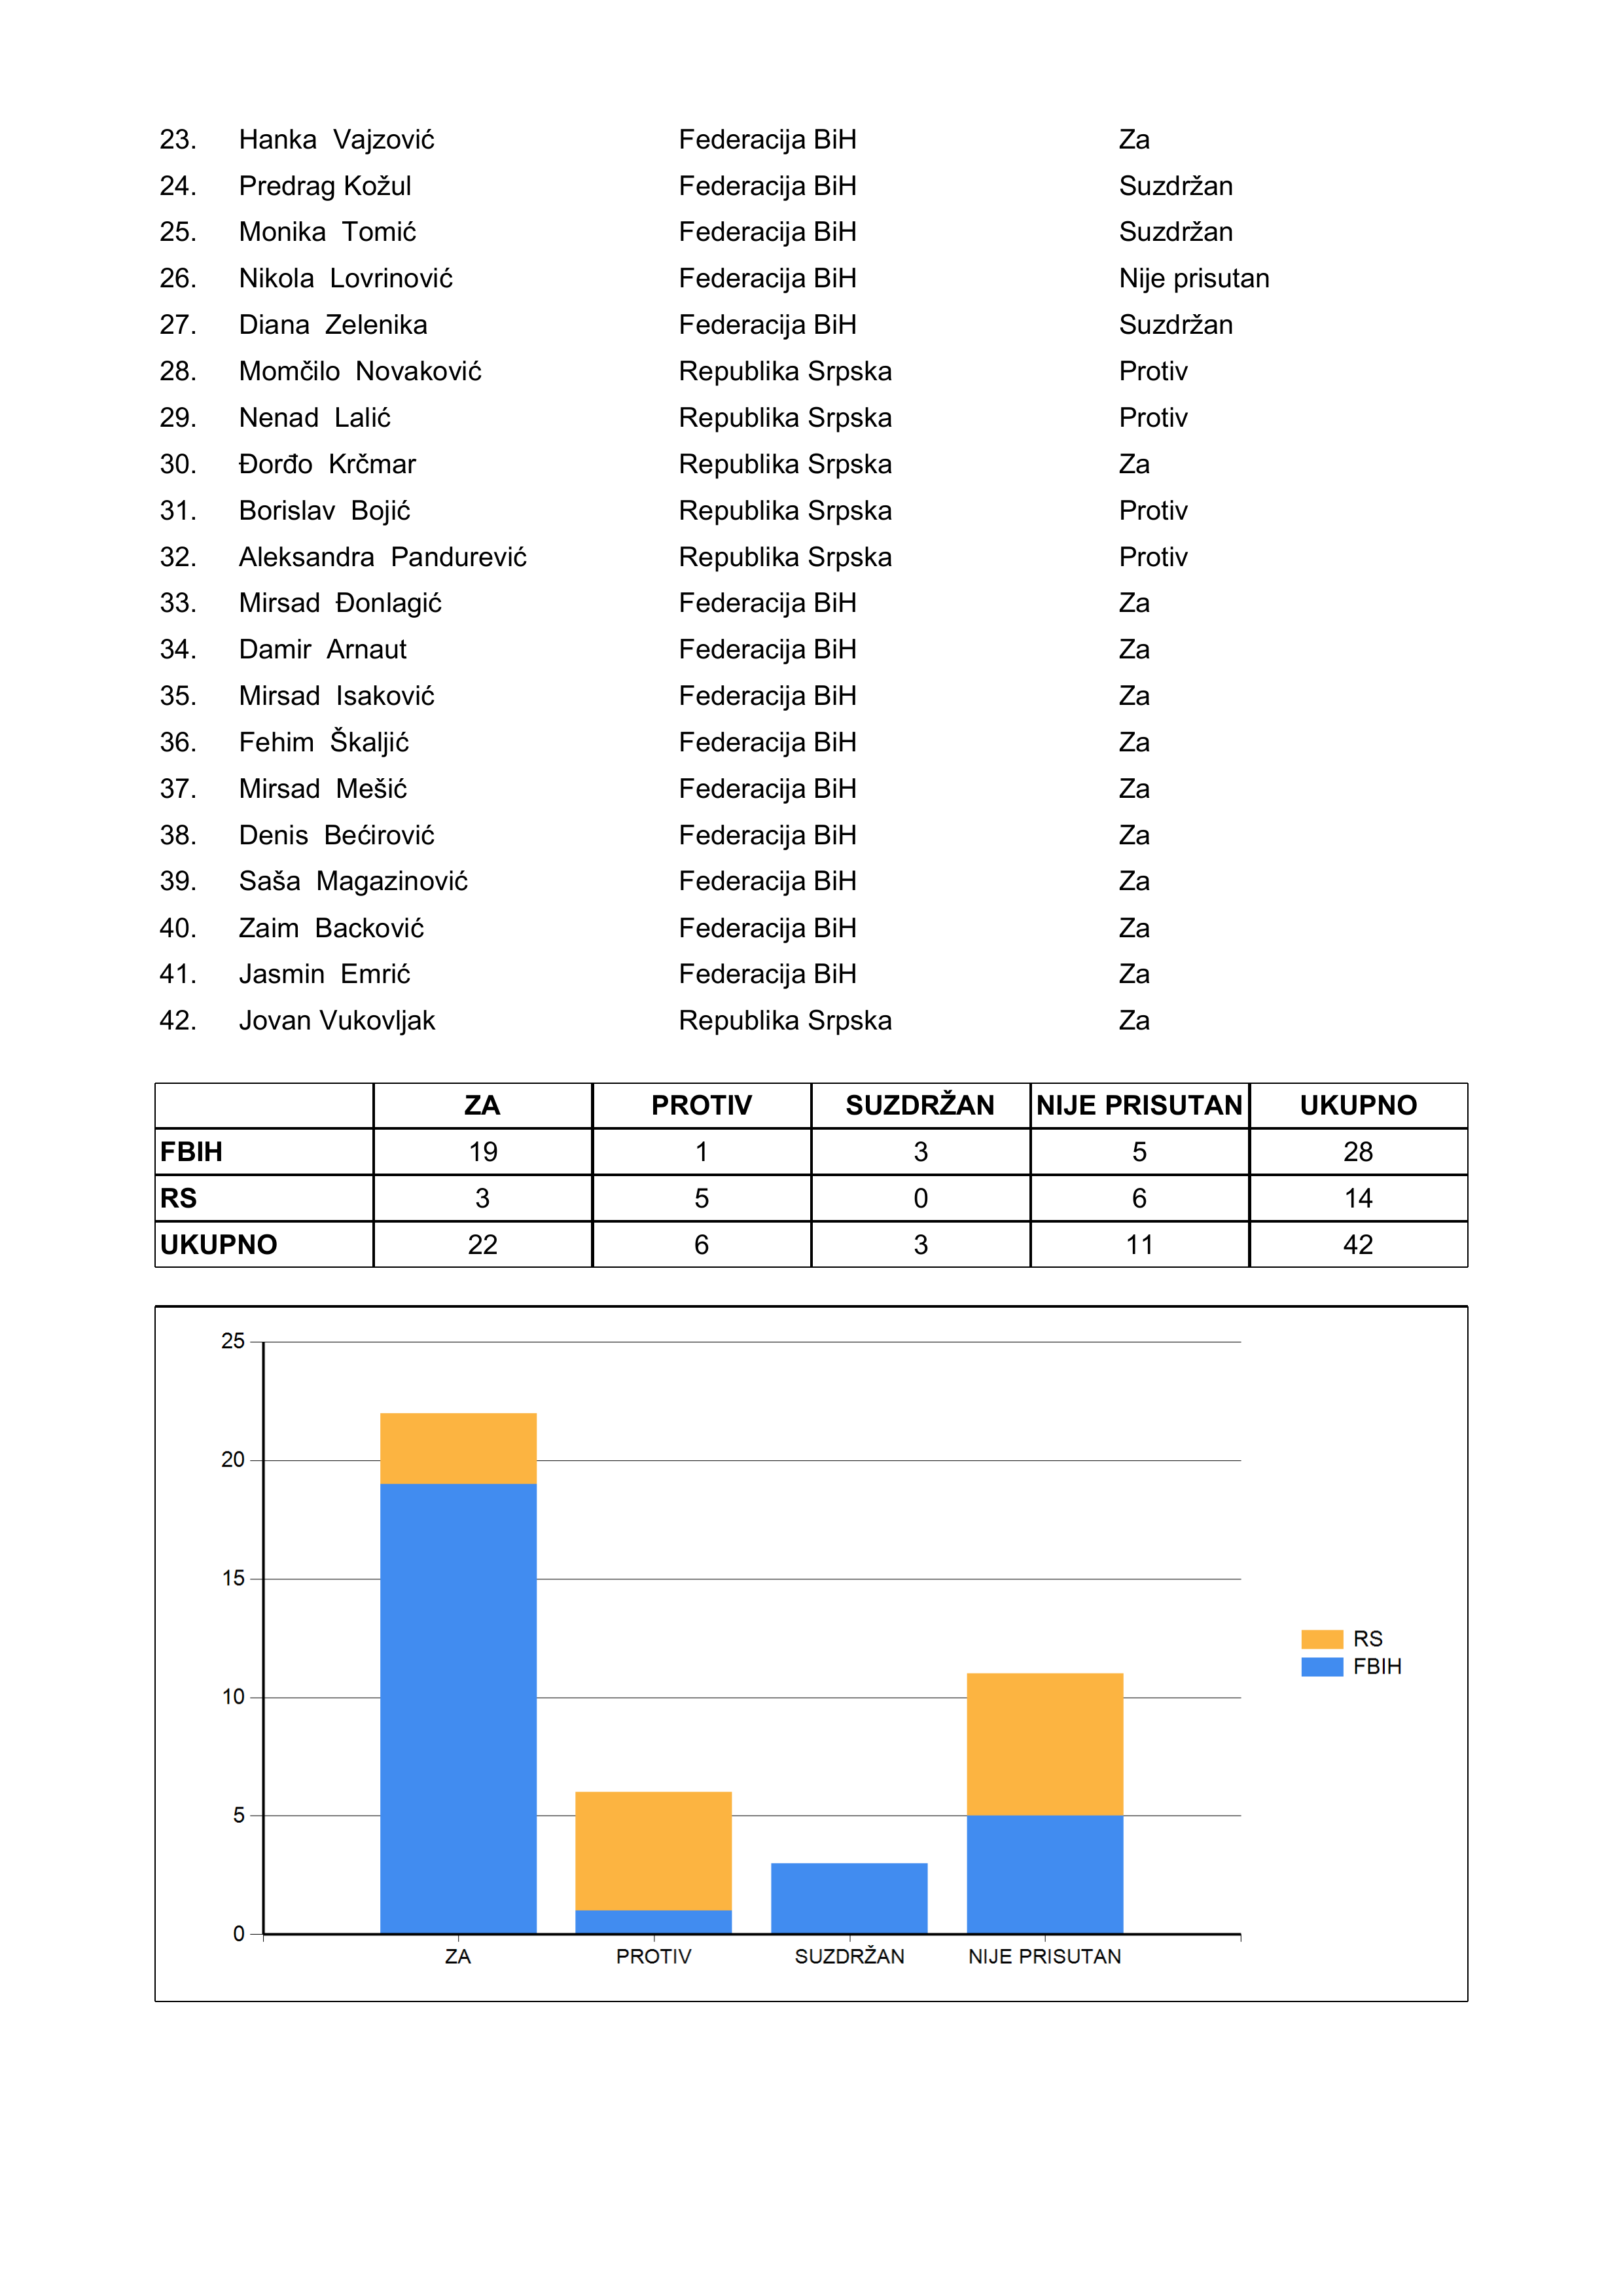 23. Hanka Vajzović Federacija BiH Za
24. Predrag Kožul Federacija BiH Suzdržan
25. Monika Tomić Federacija BiH Suzdržan
26. Nikola Lovrinović Federacija BiH Nije prisutan
27. Diana Zelenika Federacija BiH Suzdržan
28. Momčilo Novaković Republika Srpska Protiv
29. Nenad Lalić Republika Srpska Protiv
30. Đorđo Krčmar Republika Srpska Za
31. Borislav Bojić Republika Srpska Protiv
32. Aleksandra Pandurević Republika Srpska Protiv
33. Mirsad Đonlagić Federacija BiH Za
34. Damir Arnaut Federacija BiH Za
35. Mirsad Isaković Federacija BiH Za
36. Fehim Škaljić Federacija BiH Za
37. Mirsad Mešić Federacija BiH Za
38. Denis Bećirović Federacija BiH Za
39. Saša Magazinović Federacija BiH Za
40. Zaim Backović Federacija BiH Za
41. Jasmin Emrić Federacija BiH Za
42. Jovan Vukovljak Republika Srpska Za
ZA PROTIV SUZDRŽAN NIJE PRISUTAN UKUPNO
FBIH 19 1 3 5 28
RS 3 5 0 6 14
UKUPNO 22 6 3 11 42
25
20
15
10
5
0
ZA PROTIV SUZDRŽAN NIJE PRISUTAN
RS
FBIH